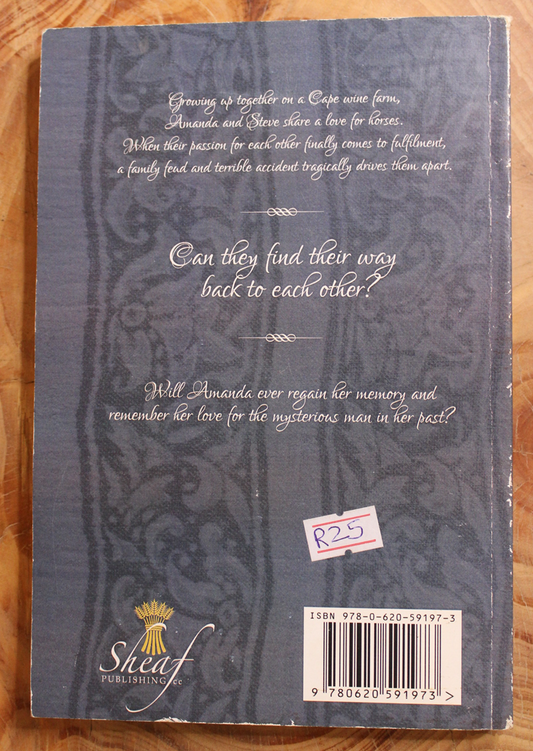 Growing up together on a Cape wine farm,
Amanda and Steve share a love for horses.
When their passion for each other finally comes to fulfilment,
a family feud and terrible accident tragically drives them apart.
Can they find their way
back to each other?
Will Amanda ever regain her memory and
remember her love for the mysterious man in her past?
R25
Sheaf
PUBLISHING cc
ISBN 978-0-620-59197-3
9 780620 591973 >